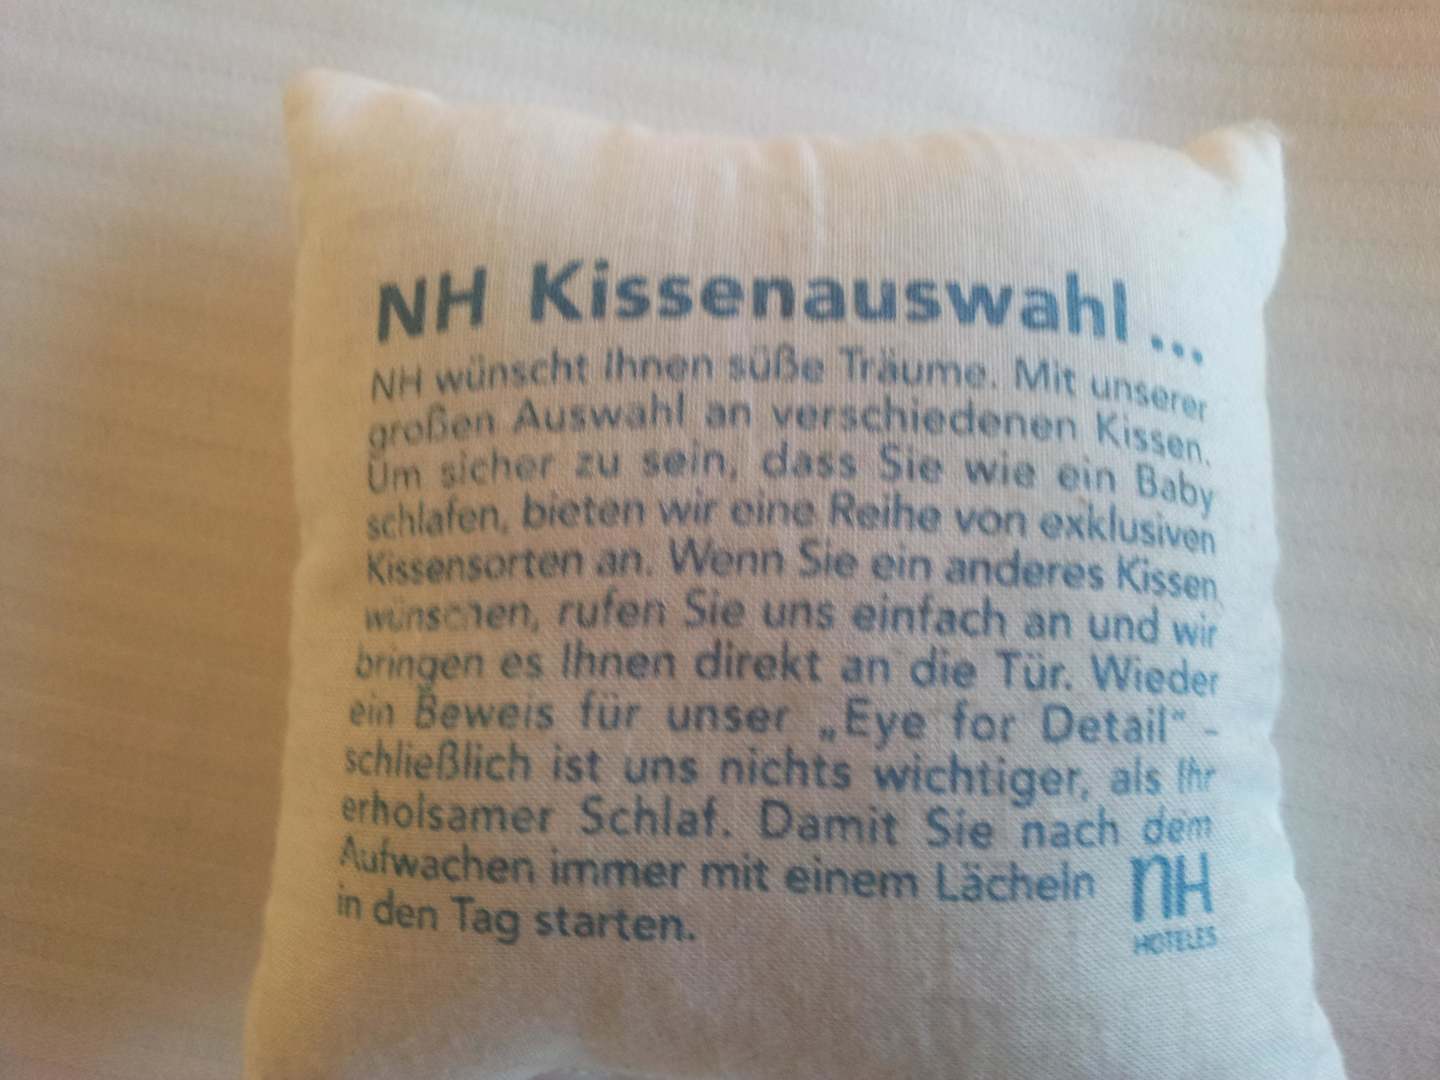 NH Kissenauswahl...
NH wünscht Ihnen süße Träume. Mit unserer
großen Auswahl an verschiedenen Kissen.
Um sicher zu sein, dass Sie wie ein Baby
schlafen, bieten wir eine Reihe von exklusiven
Kissensorten an. Wenn Sie ein anderes Kissen
wünschen, rufen Sie uns einfach an und wir
bringen es Ihnen direkt an die Tür. Wieder
ein Beweis für unser „Eye for Detail“ -
schließlich ist uns nichts wichtiger, als Ihr
erholsamer Schlaf. Damit Sie nach dem
Aufwachen immer mit einem Lächeln
in den Tag starten.
nH
HOTELES